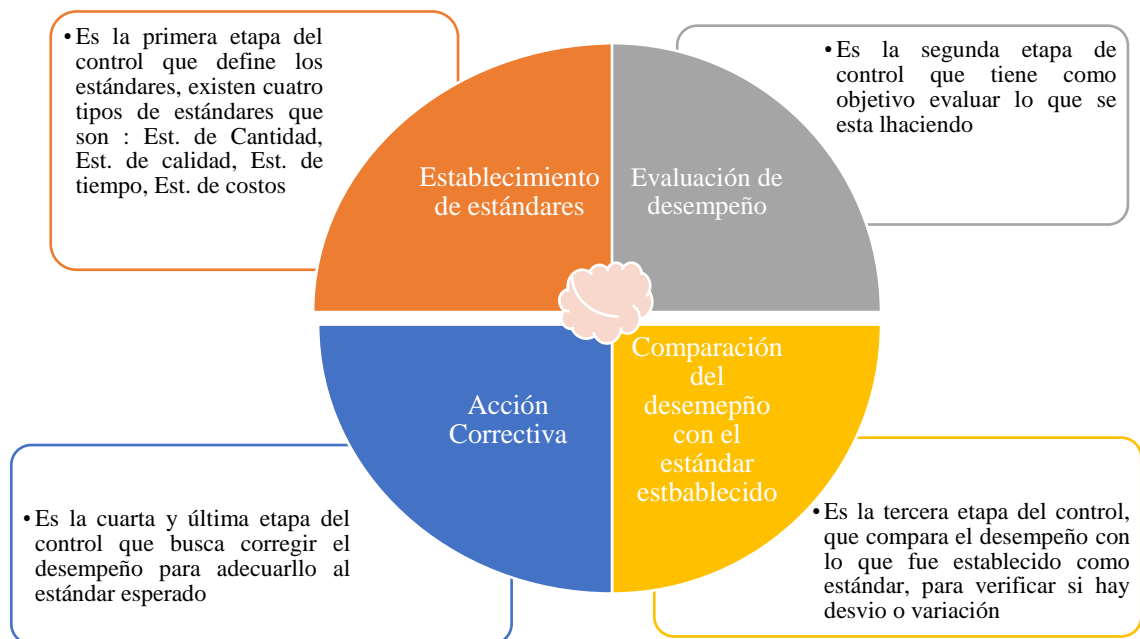 • Es la primera etapa del
control que define los
estándares, existen cuatro
tipos de estándares que
son : Est. de Cantidad,
Est. de calidad, Est. de
tiempo, Est. de costos
Establecimiento
de estándares
Evaluación de
desempeño
• Es la segunda etapa de
control que tiene como
objetivo evaluar lo que se
esta lhaciendo
Acción
Correctiva
Comparación
del
desemepño
con el
estándar
estbablecido
• Es la cuarta y última etapa del
control que busca corregir el
desempeño para adecuarllo al
estándar esperado
• Es la tercera etapa del control,
que compara el desempeño con
lo que fue establecido como
estándar, para verificar si hay
desvio o variación